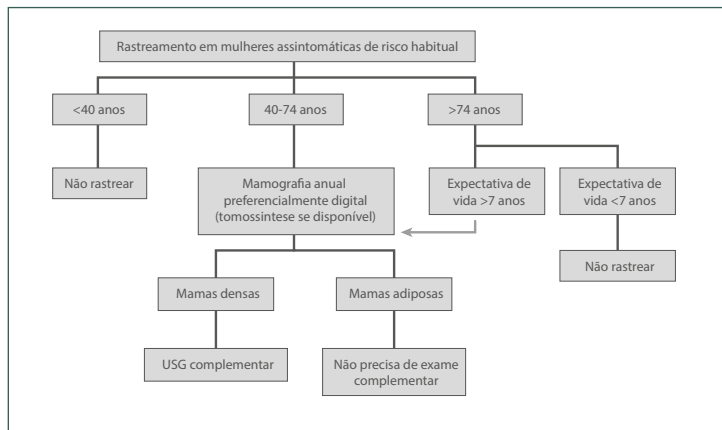 Rastreamento em mulheres assintomáticas de risco habitual
<40 anos
40-74 anos
>74 anos
Não rastrear
Mamografia anual
preferencialmente digital
(tomossintese se disponível)
Expectativa de
vida >7 anos
Expectativa de
vida <7 anos
Não rastrear
Mamas densas
Mamas adiposas
USG complementar
Não precisa de exame
complementar